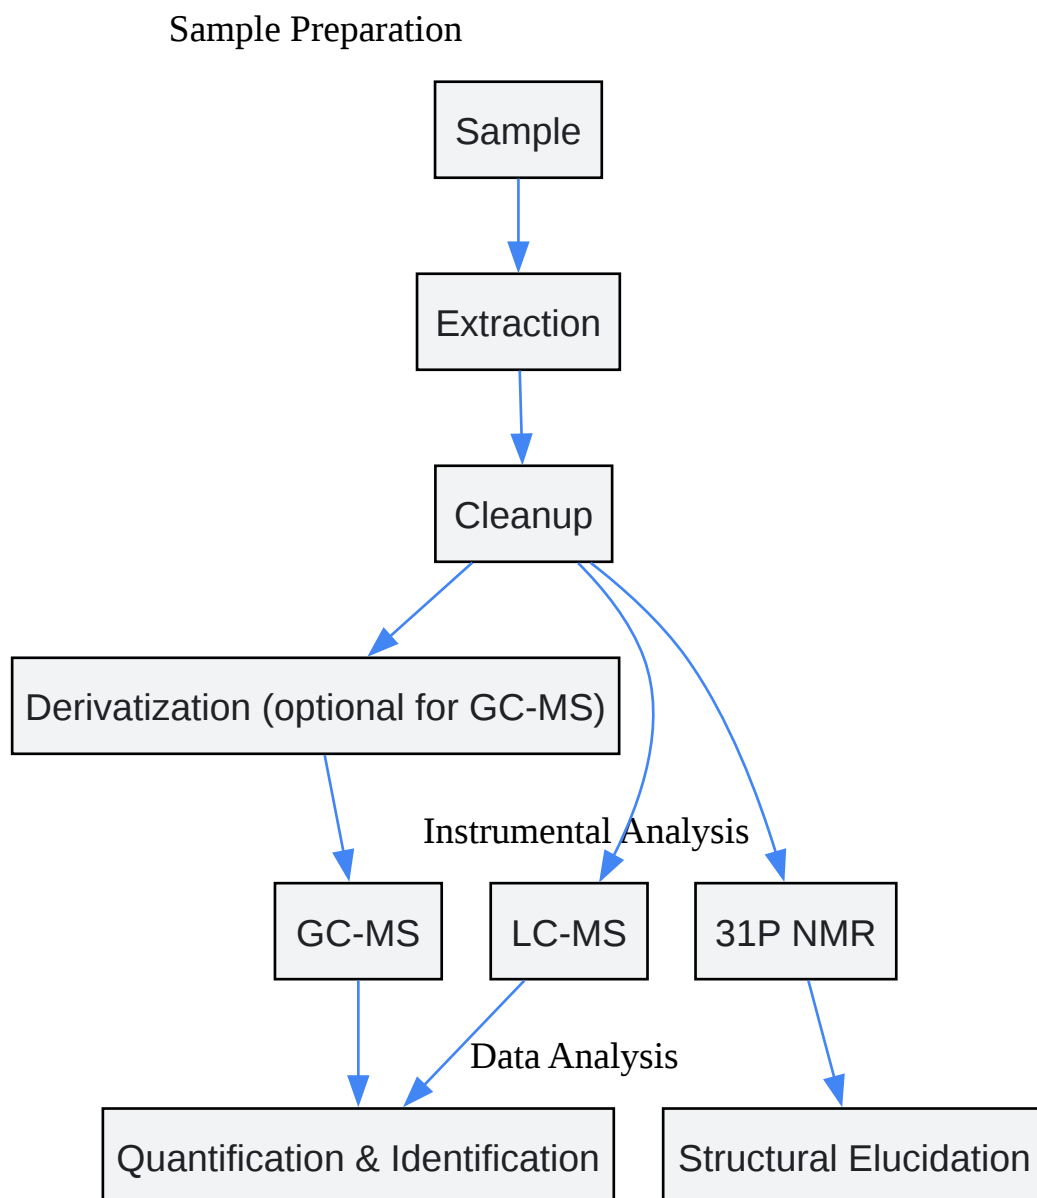 Sample Preparation
Sample
Extraction
Cleanup
Derivatization (optional for GC-MS)
Instrumental Analysis
GC-MS
LC-MS
31P NMR
Data Analysis
Quantification & Identification
Structural Elucidation